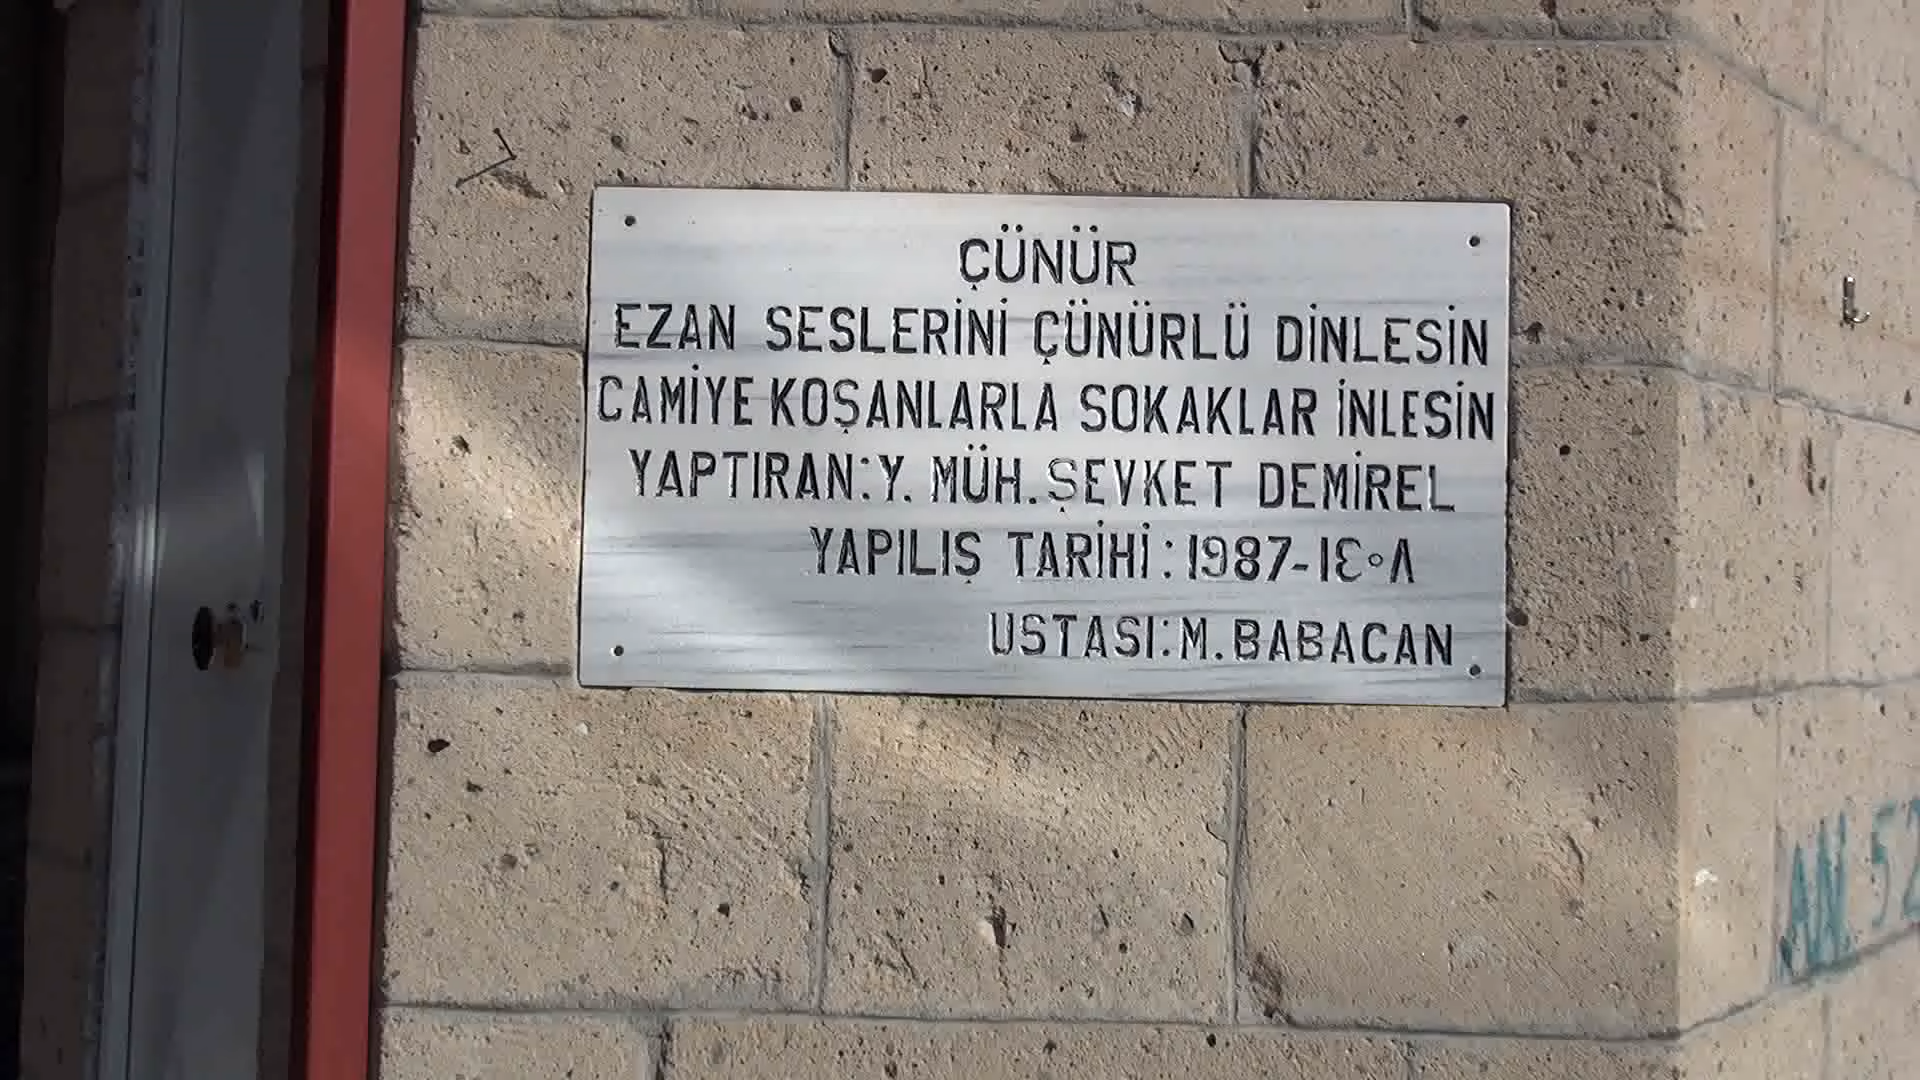 ÇÜNÜR
EZAN SESLERİNİ ÇÜNÜRLÜ DİNLESİN
CAMİYE KOŞANLARLA SOKAKLAR İNLESİN
YAPTIRAN: Y. MÜH. ŞEVKET DEMİREL
YAPILIŞ TARİHİ: 1987-١٤٠٨
USTASI: M. BABACAN